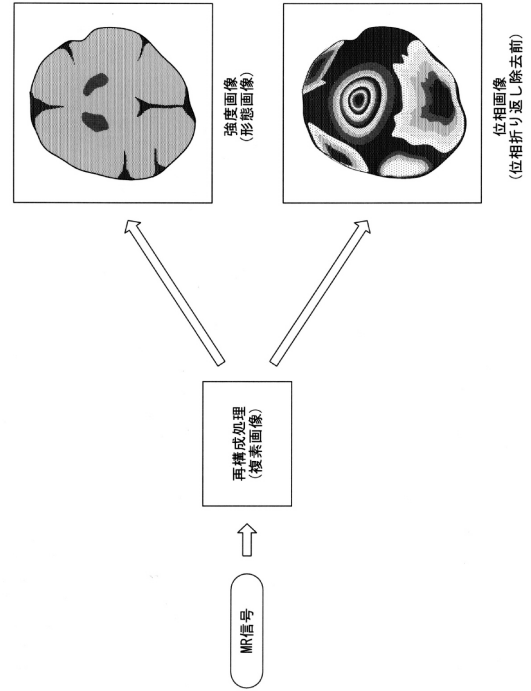 MR信号
再構成処理
(複素画像)
強度画像
(形態画像)
位相画像
(位相折り返し除去前)